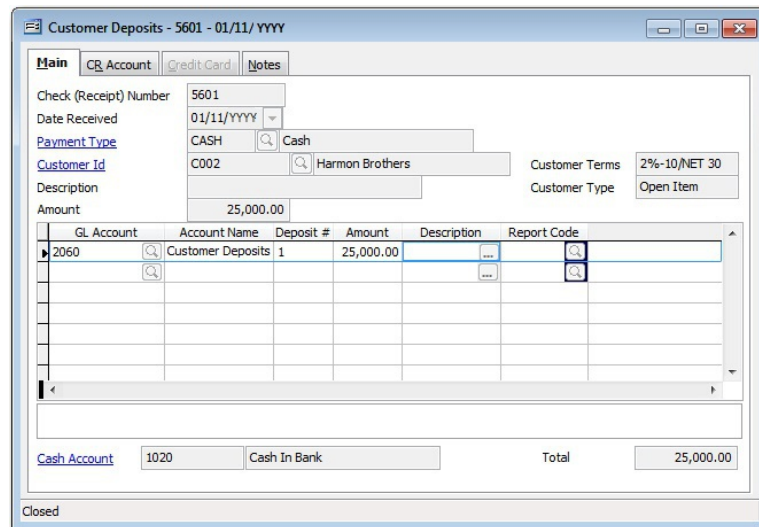 Customer Deposits - 5601 - 01/11/ YYYY
Main CR Account Credit Card Notes
Check (Receipt) Number 5601
Date Received 01/11/YYYY
Payment Type CASH Cash
Customer Id C002 Harmon Brothers Customer Terms 2%-10/NET 30
Description Customer Type Open Item
Amount 25,000.00
GL Account Account Name Deposit # Amount Description Report Code
2060 Customer Deposits 1 25,000.00 ...
...
Cash Account 1020 Cash In Bank Total 25,000.00
Closed